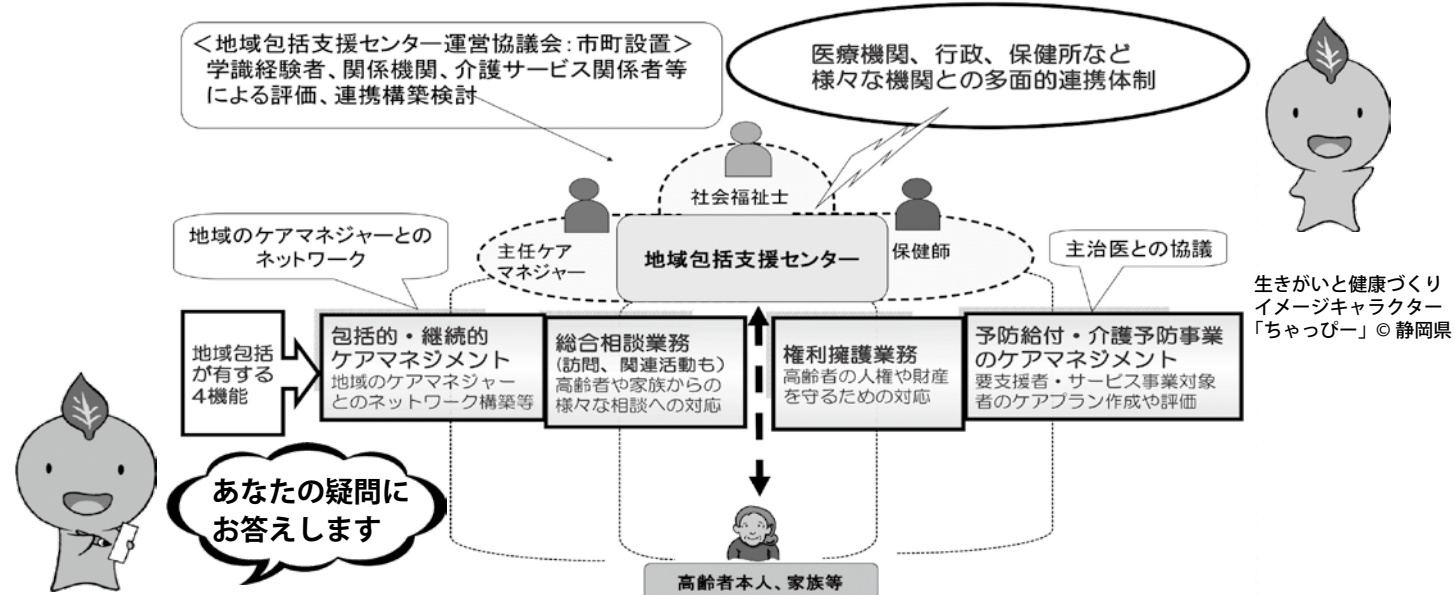 ＜地域包括支援センター運営協議会：市町設置＞
学識経験者、関係機関、介護サービス関係者等
による評価、連携構築検討
医療機関、行政、保健所など
様々な機関との多面的連携体制
社会福祉士
地域のケアマネジャーとの
ネットワーク
主任ケア
マネジャー
地域包括支援センター
保健師
主治医との協議
生きがいと健康づくり
イメージキャラクター
「ちゃっぴー」© 静岡県
地域包括
が有する
4機能
包括的・継続的
ケアマネジメント
地域のケアマネジャー
とのネットワーク構築等
総合相談業務
(訪問、関連活動も)
高齢者や家族からの
様々な相談への対応
権利擁護業務
高齢者の人権や財産
を守るための対応
予防給付・介護予防事業
のケアマネジメント
要支援者・サービス事業対象
者のケアプラン作成や評価
あなたの疑問に
お答えします
高齢者本人、家族等